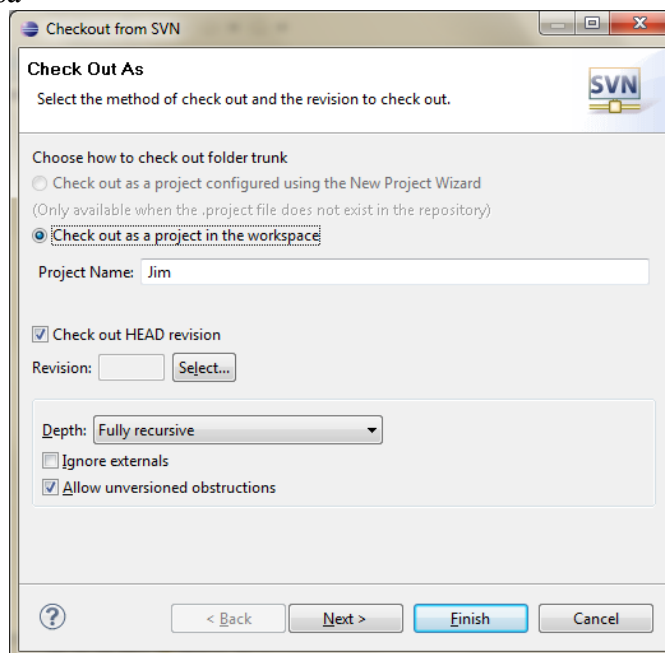 Checkout from SVN
Check Out As
Select the method of check out and the revision to check out.
SVN
Choose how to check out folder trunk
Check out as a project configured using the New Project Wizard
(Only available when the .project file does not exist in the repository)
Check out as a project in the workspace
Project Name: Jim
Check out HEAD revision
Revision: Select...
Depth: Fully recursive
Ignore externals
Allow unversioned obstructions
? < Back Next > Finish Cancel